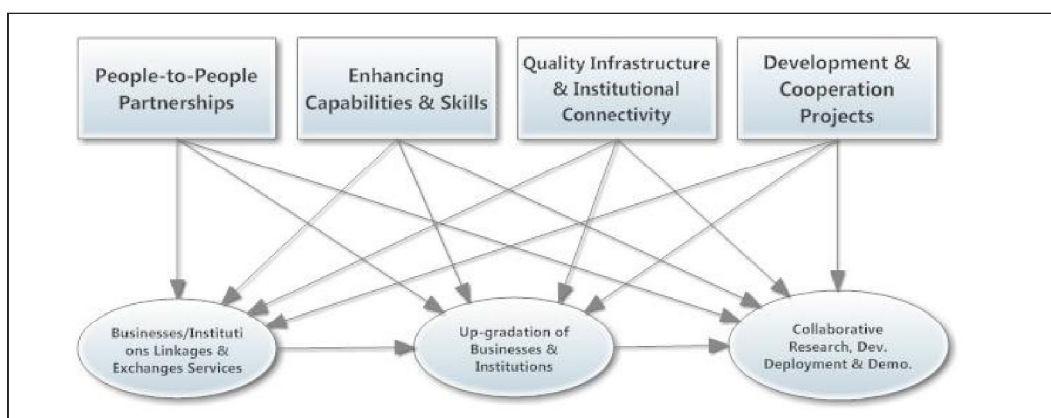 People-to-People
Partnerships
Enhancing
Capabilities & Skills
Quality Infrastructure
& Institutional
Connectivity
Development &
Cooperation
Projects
Businesses/Instituti
ons Linkages &
Exchanges Services
Up-gradation of
Businesses &
Institutions
Collaborative
Research, Dev.
Deployment & Demo.